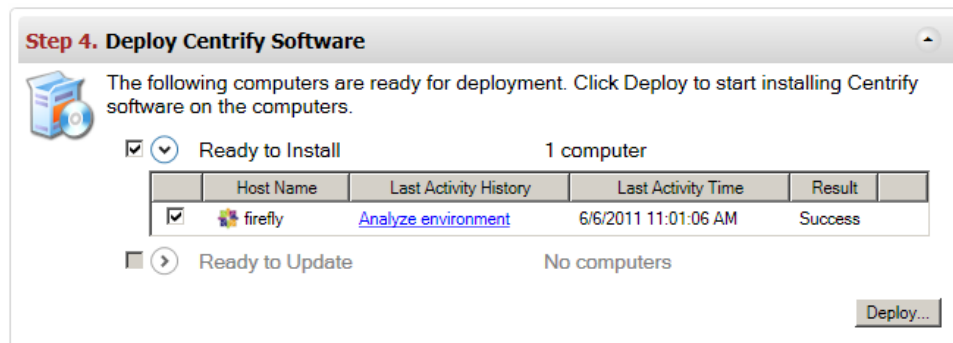 Step 4. Deploy Centrify Software
The following computers are ready for deployment. Click Deploy to start installing Centrify
software on the computers.
Ready to Install 1 computer
Host Name Last Activity History Last Activity Time Result
firefly Analyze environment 6/6/2011 11:01:06 AM Success
Ready to Update No computers
Deploy...